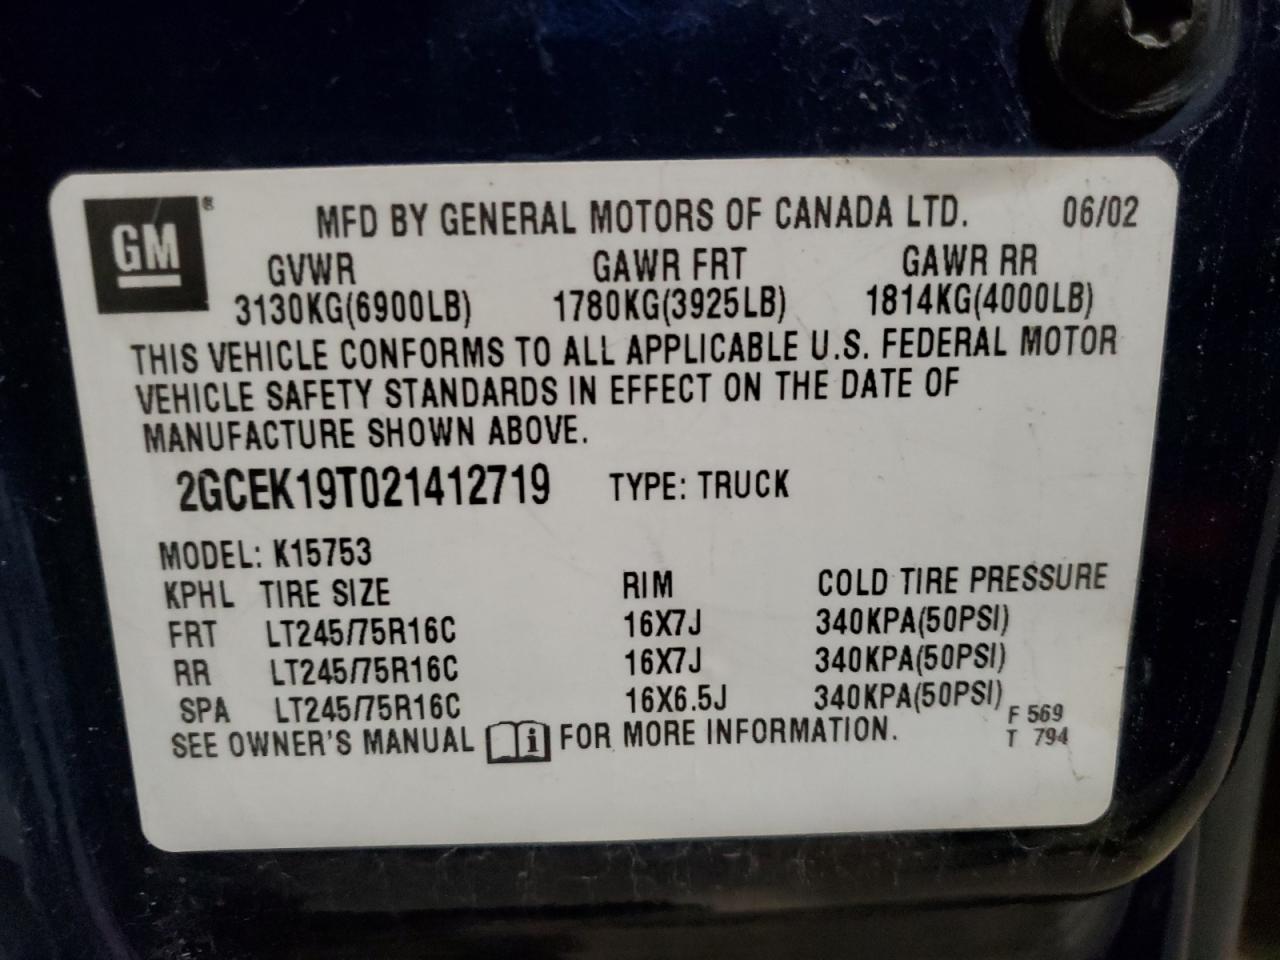 GM®
MFD BY GENERAL MOTORS OF CANADA LTD. 06/02
GVWR GAWR FRT GAWR RR
3130KG(6900LB) 1780KG(3925LB) 1814KG(4000LB)
THIS VEHICLE CONFORMS TO ALL APPLICABLE U.S. FEDERAL MOTOR
VEHICLE SAFETY STANDARDS IN EFFECT ON THE DATE OF
MANUFACTURE SHOWN ABOVE.
2GCEK19T021412719 TYPE: TRUCK
MODEL: K15753
KPHL TIRE SIZE RIM COLD TIRE PRESSURE
FRT LT245/75R16C 16X7J 340KPA(50PSI)
RR LT245/75R16C 16X7J 340KPA(50PSI)
SPA LT245/75R16C 16X6.5J 340KPA(50PSI)
F 569
SEE OWNER'S MANUAL i FOR MORE INFORMATION. T 794